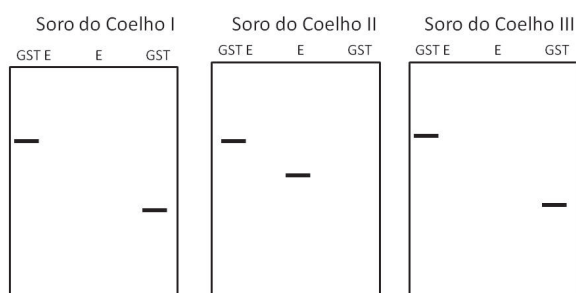 Soro do Coelho I
GST E E GST
Soro do Coelho II
GST E E GST
Soro do Coelho III
GST E E GST